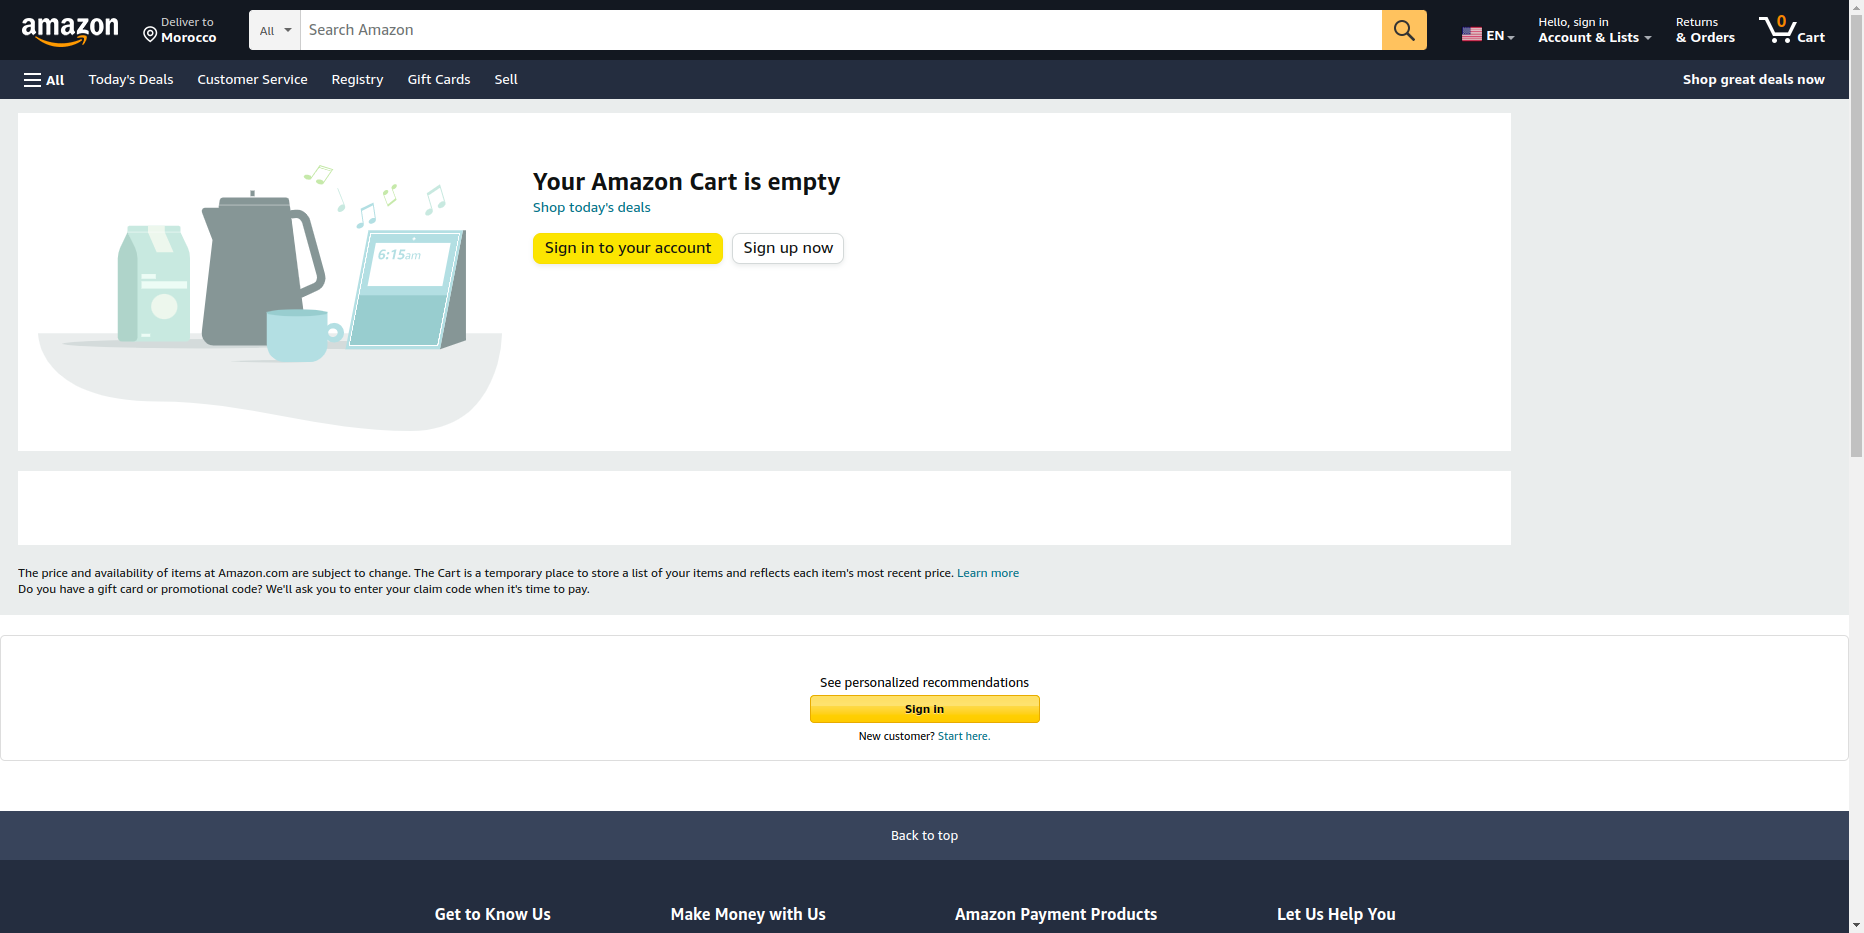 amazon
Deliver to
Morocco
All
Search Amazon
EN
Hello, sign in
Account & Lists
Returns
& Orders
0
Cart
All
Today's Deals
Customer Service
Registry
Gift Cards
Sell
Shop great deals now
6:15am
Your Amazon Cart is empty
Shop today's deals
Sign in to your account
Sign up now
The price and availability of items at Amazon.com are subject to change. The Cart is a temporary place to store a list of your items and reflects each item's most recent price. Learn more
Do you have a gift card or promotional code? We'll ask you to enter your claim code when it's time to pay.
See personalized recommendations
Sign in
New customer? Start here.
Back to top
Get to Know Us
Make Money with Us
Amazon Payment Products
Let Us Help You